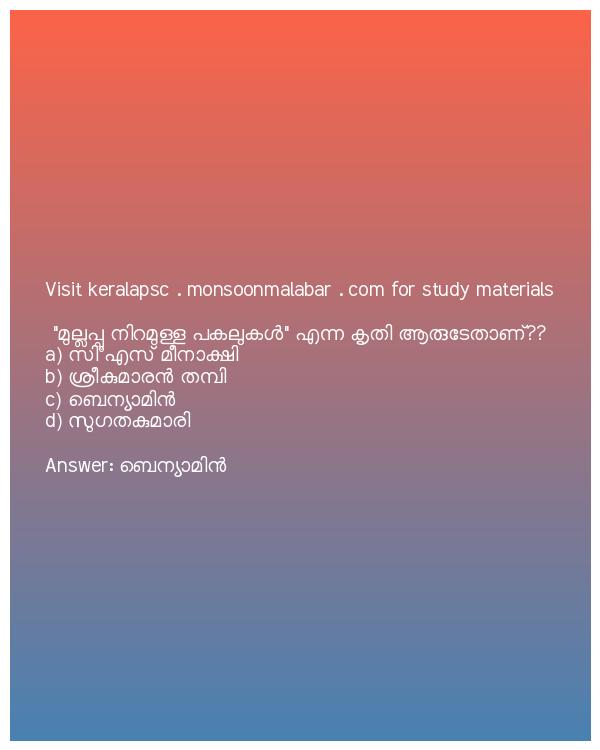 Visit keralapsc . monsoonmalabar . com for study materials
"മുല്ലപ്പൂ നിറമുള്ള പകലുകൾ" എന്ന കൃതി ആരുടേതാണ്??
a) സി എസ് മീനാക്ഷി
b) ശ്രീകുമാരൻ തമ്പി
c) ബെന്യാമിൻ
d) സുഗതകുമാരി
Answer: ബെന്യാമിൻ